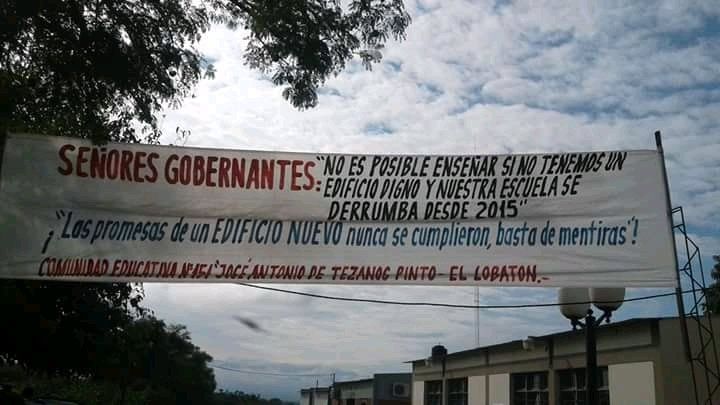 SEÑORES GOBERNANTES: "NO ES POSIBLE ENSEÑAR SI NO TENEMOS UN
EDIFICIO DIGNO Y NUESTRA ESCUELA SE
DERRUMBA DESDE 2015"
¡"Las promesas de un EDIFICIO NUEVO nunca se cumplieron, basta de mentiras"!
COMUNIDAD EDUCATIVA Nº 151 "JOSÉ ANTONIO DE TEZANOS PINTO - EL LOBATON.-